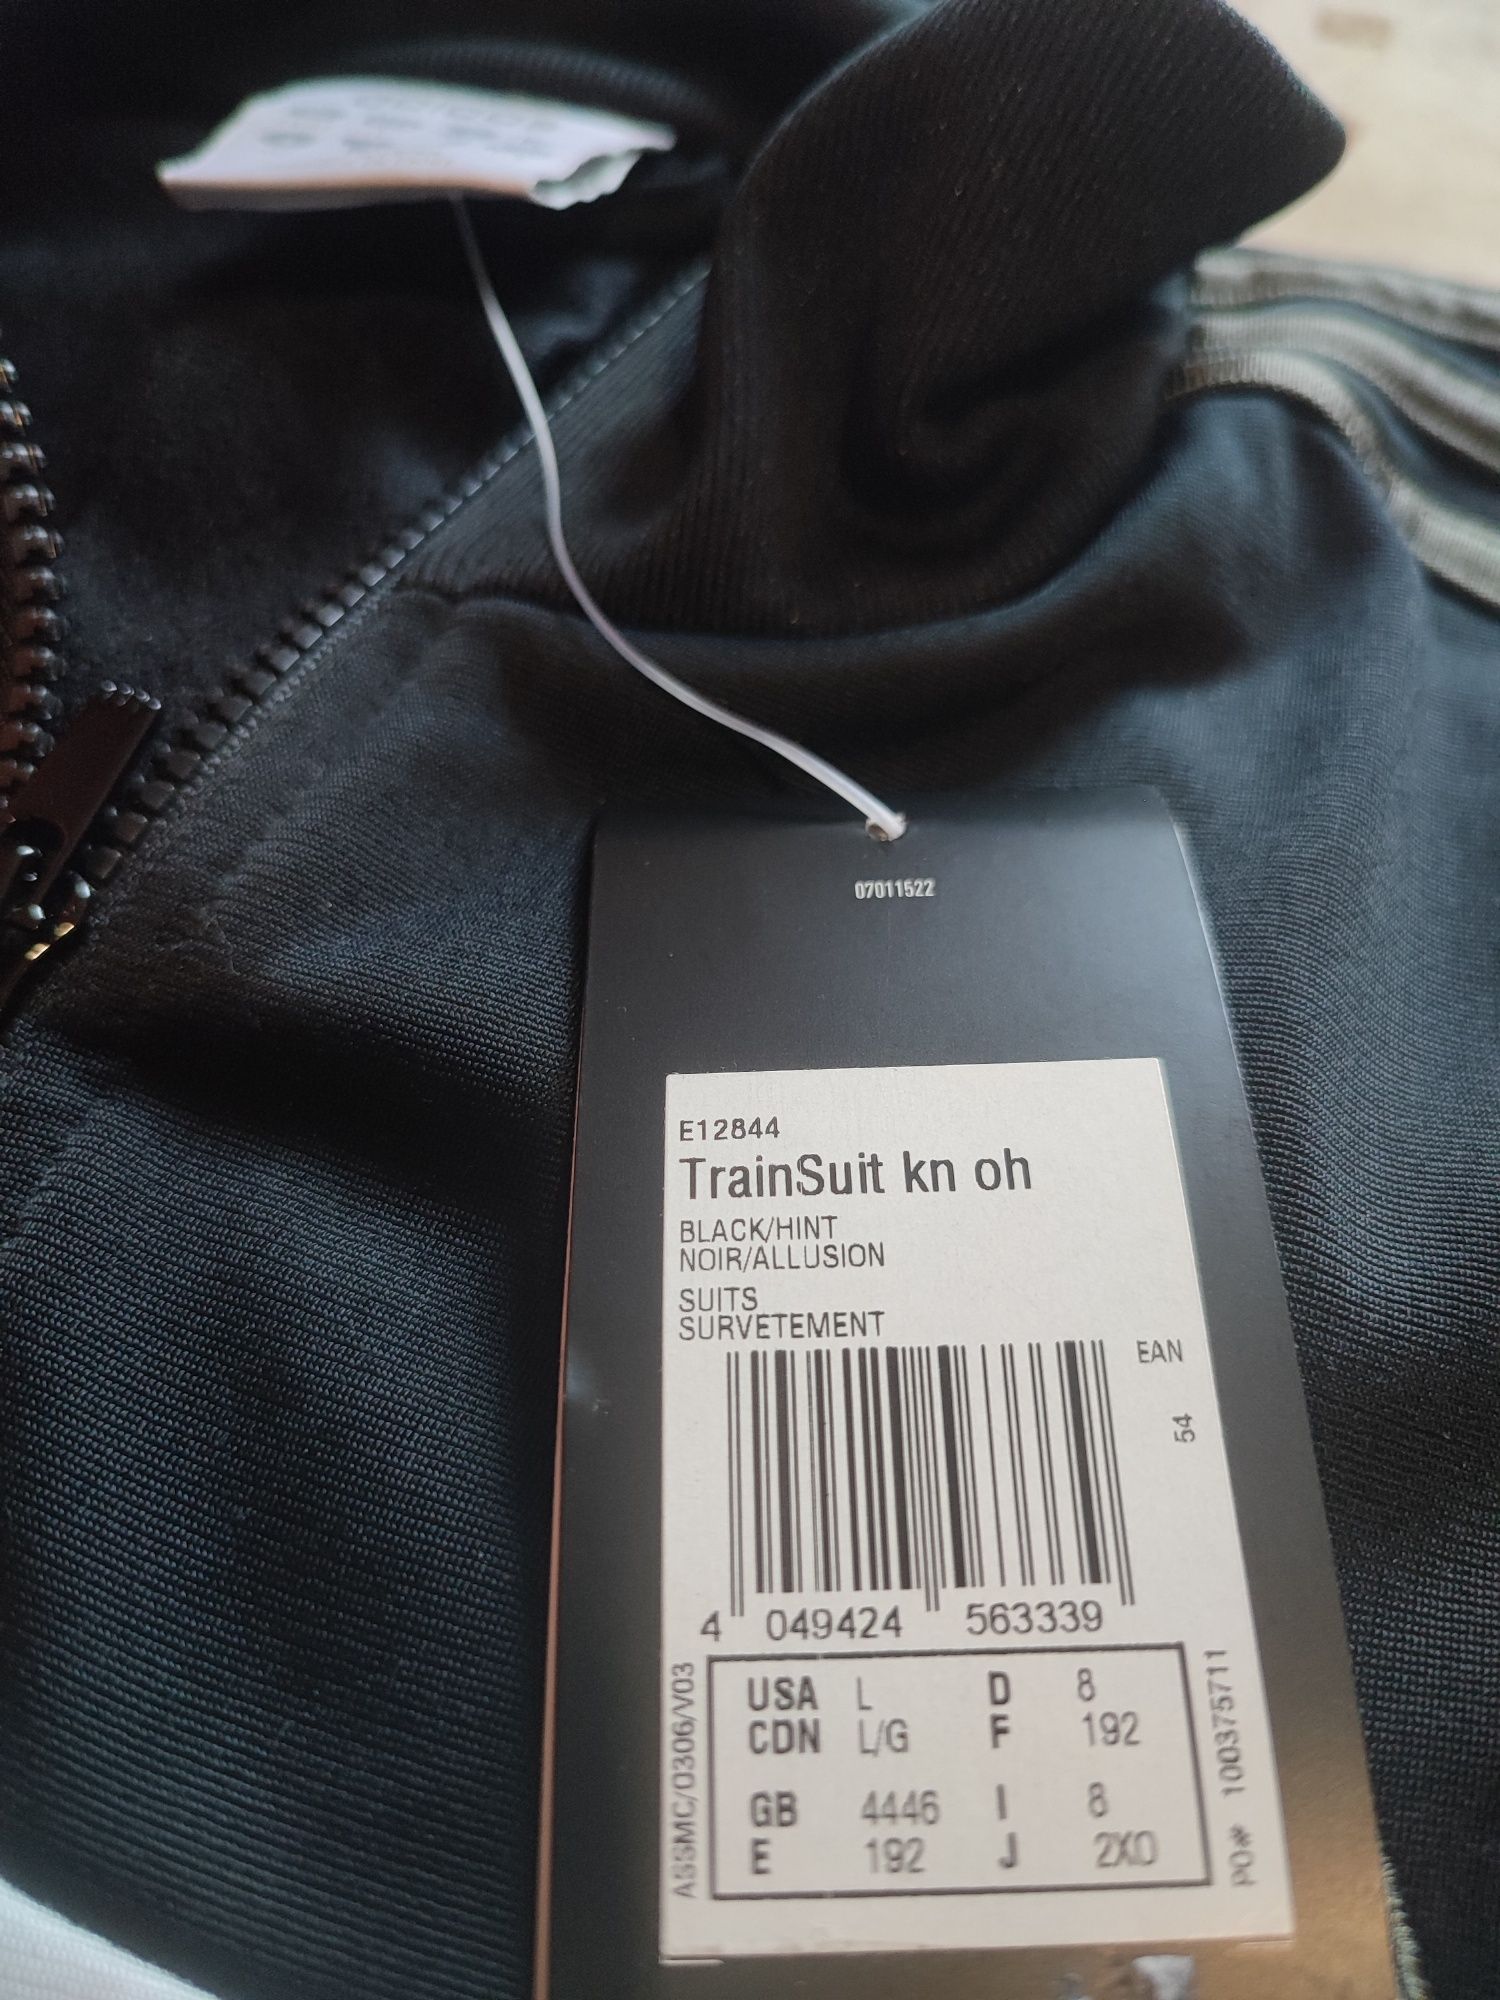 07011522
E12844
TrainSuit kn oh
BLACK/HINT
NOIR/ALLUSION
SUITS
SURVETEMENT
EAN
54
4 049424 563339
USA L D 8
CDN L/G F 192
GB 4446 I 8
E 192 J 2XO
ASSMC/0306/V03
PO# 100375711